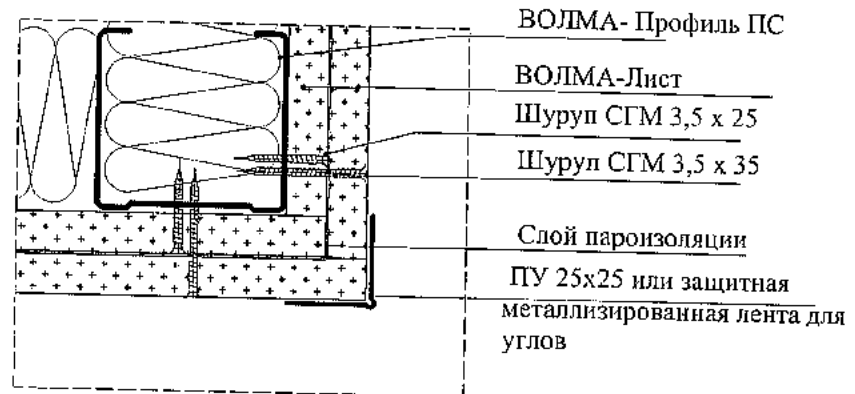 ВОЛМА- Профиль ПС
ВОЛМА-Лист
Шуруп СГМ 3,5 х 25
Шуруп СГМ 3,5 х 35
Слой пароизоляции
ПУ 25х25 или защитная
металлизированная лента для
углов